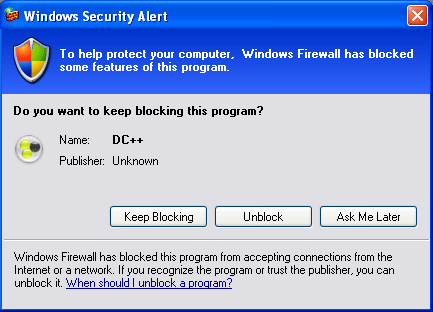 Windows Security Alert
To help protect your computer, Windows Firewall has blocked
some features of this program.
Do you want to keep blocking this program?
Name: DC++
Publisher: Unknown
Keep Blocking Unblock Ask Me Later
Windows Firewall has blocked this program from accepting connections from the
Internet or a network. If you recognize the program or trust the publisher, you can
unblock it. When should I unblock a program?